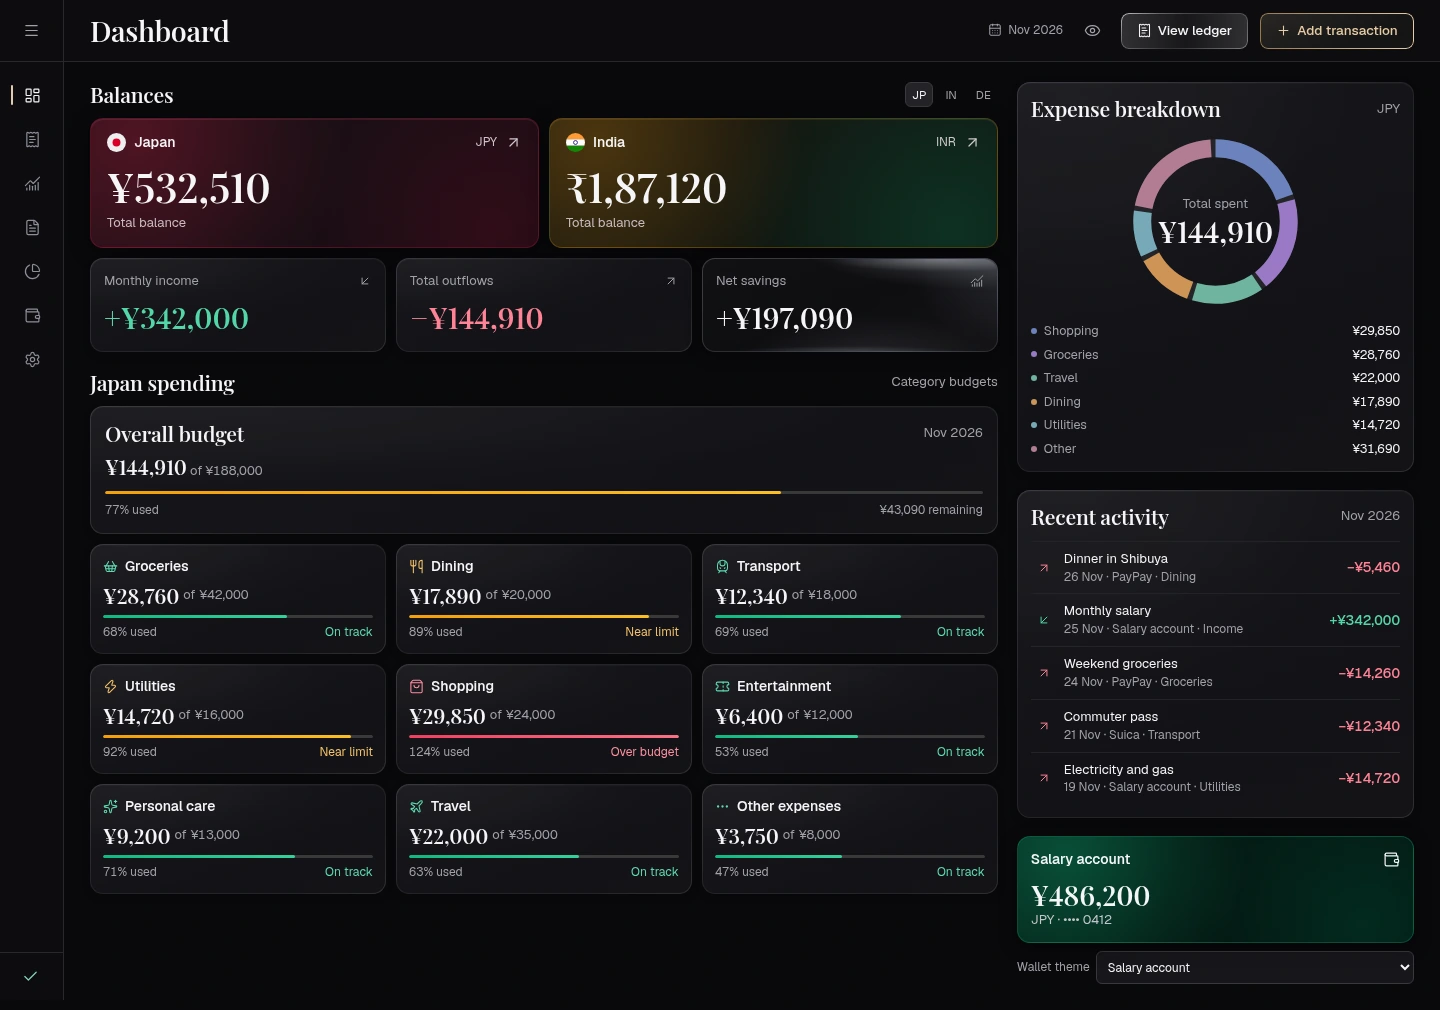 Dashboard
Nov 2026
View ledger
Add transaction
Balances
JP IN DE
Japan
JPY
¥532,510
Total balance
India
INR
₹1,87,120
Total balance
Monthly income
+¥342,000
Total outflows
−¥144,910
Net savings
+¥197,090
Japan spending
Category budgets
Overall budget
Nov 2026
¥144,910 of ¥188,000
77% used
¥43,090 remaining
Groceries
¥28,760 of ¥42,000
68% used
On track
Dining
¥17,890 of ¥20,000
89% used
Near limit
Transport
¥12,340 of ¥18,000
69% used
On track
Utilities
¥14,720 of ¥16,000
92% used
Near limit
Shopping
¥29,850 of ¥24,000
124% used
Over budget
Entertainment
¥6,400 of ¥12,000
53% used
On track
Personal care
¥9,200 of ¥13,000
71% used
On track
Travel
¥22,000 of ¥35,000
63% used
On track
Other expenses
¥3,750 of ¥8,000
47% used
On track
Expense breakdown
JPY
Total spent
¥144,910
Shopping ¥29,850
Groceries ¥28,760
Travel ¥22,000
Dining ¥17,890
Utilities ¥14,720
Other ¥31,690
Recent activity
Nov 2026
Dinner in Shibuya
26 Nov · PayPay · Dining
−¥5,460
Monthly salary
25 Nov · Salary account · Income
+¥342,000
Weekend groceries
24 Nov · PayPay · Groceries
−¥14,260
Commuter pass
21 Nov · Suica · Transport
−¥12,340
Electricity and gas
19 Nov · Salary account · Utilities
−¥14,720
Salary account
¥486,200
JPY · •••• 0412
Wallet theme
Salary account